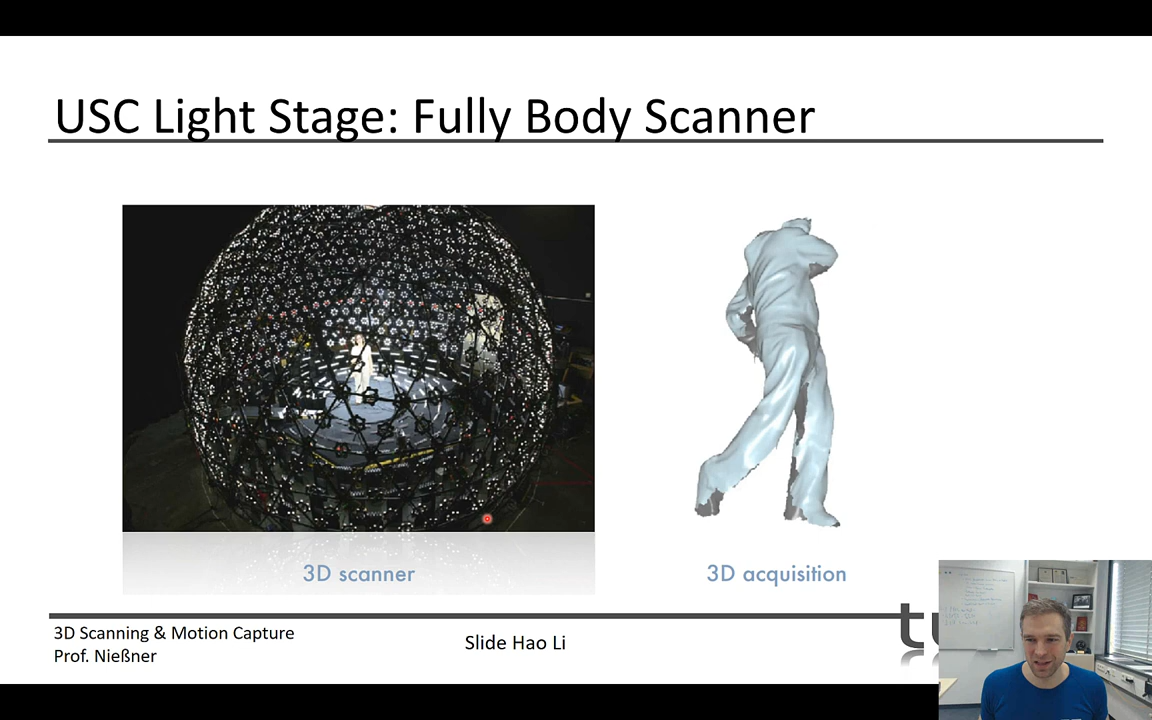 USC Light Stage: Fully Body Scanner
3D scanner
3D acquisition
3D Scanning & Motion Capture
Prof. Nießner
Slide Hao Li